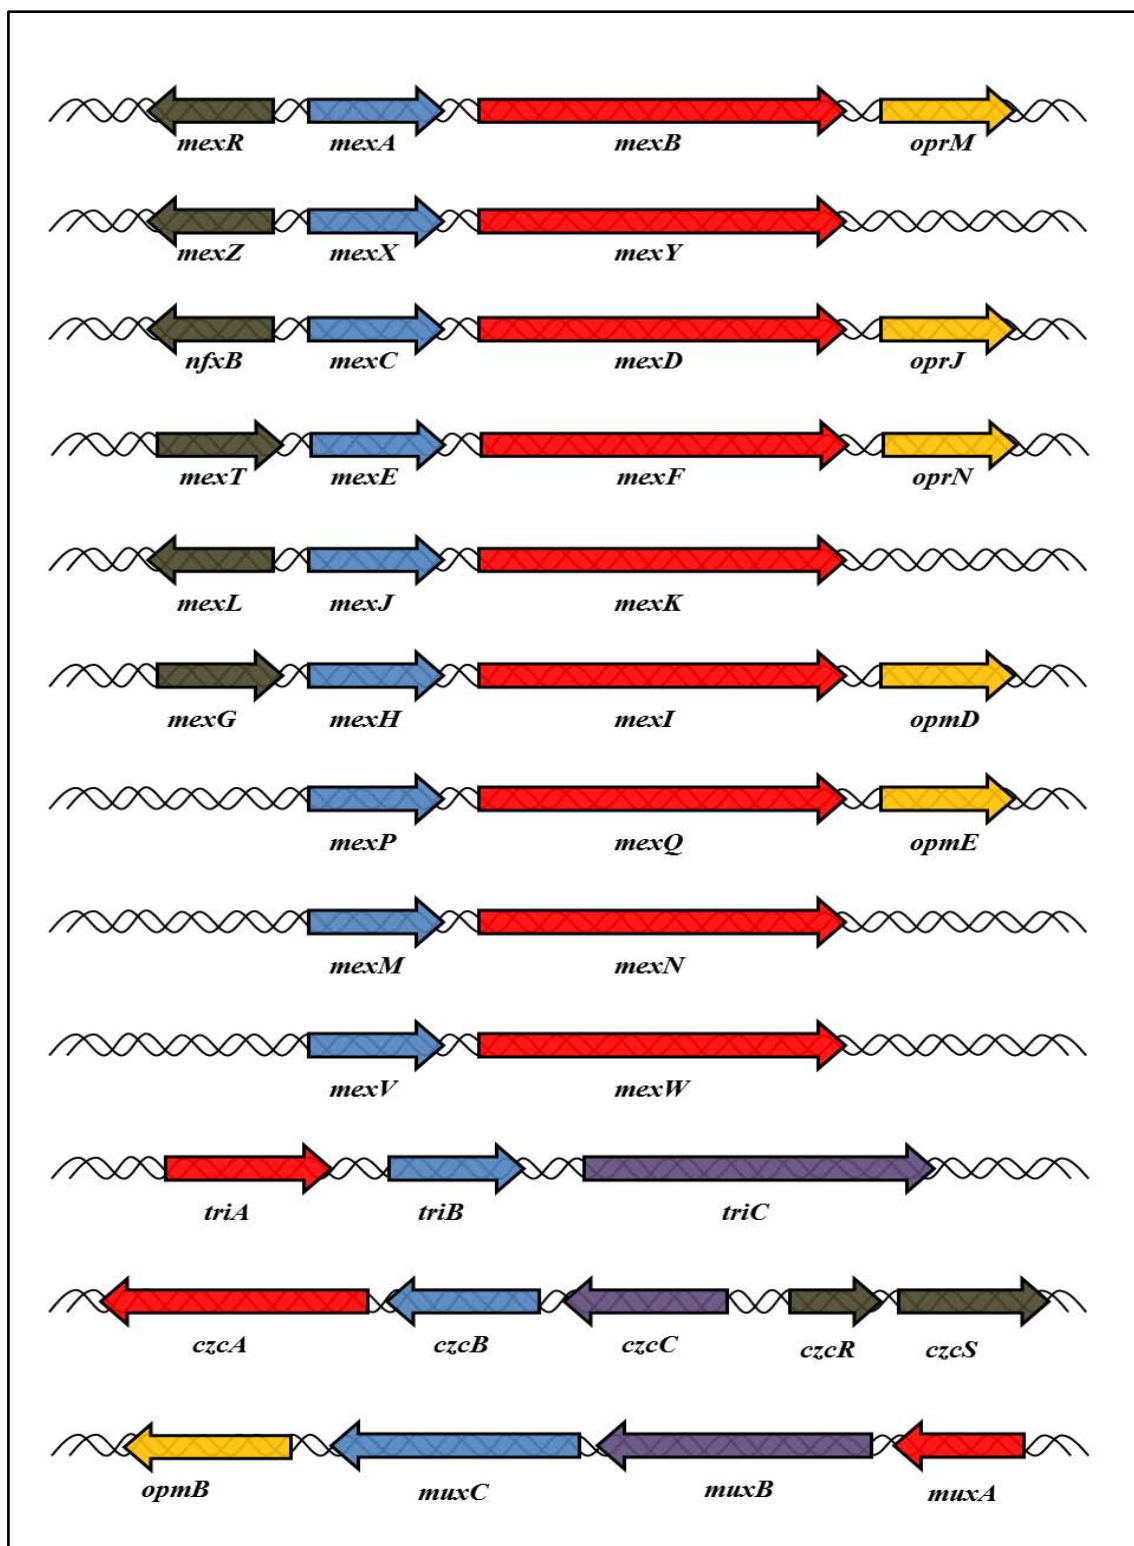 mexR mexA mexB oprM
mexZ mexX mexY
nfxB mexC mexD oprJ
mexT mexE mexF oprN
mexL mexJ mexK
mexG mexH mexI opmD
mexP mexQ opmE
mexM mexN
mexV mexW
triA triB triC
czcA czcB czcC czcR czcS
opmB muxC muxB muxA